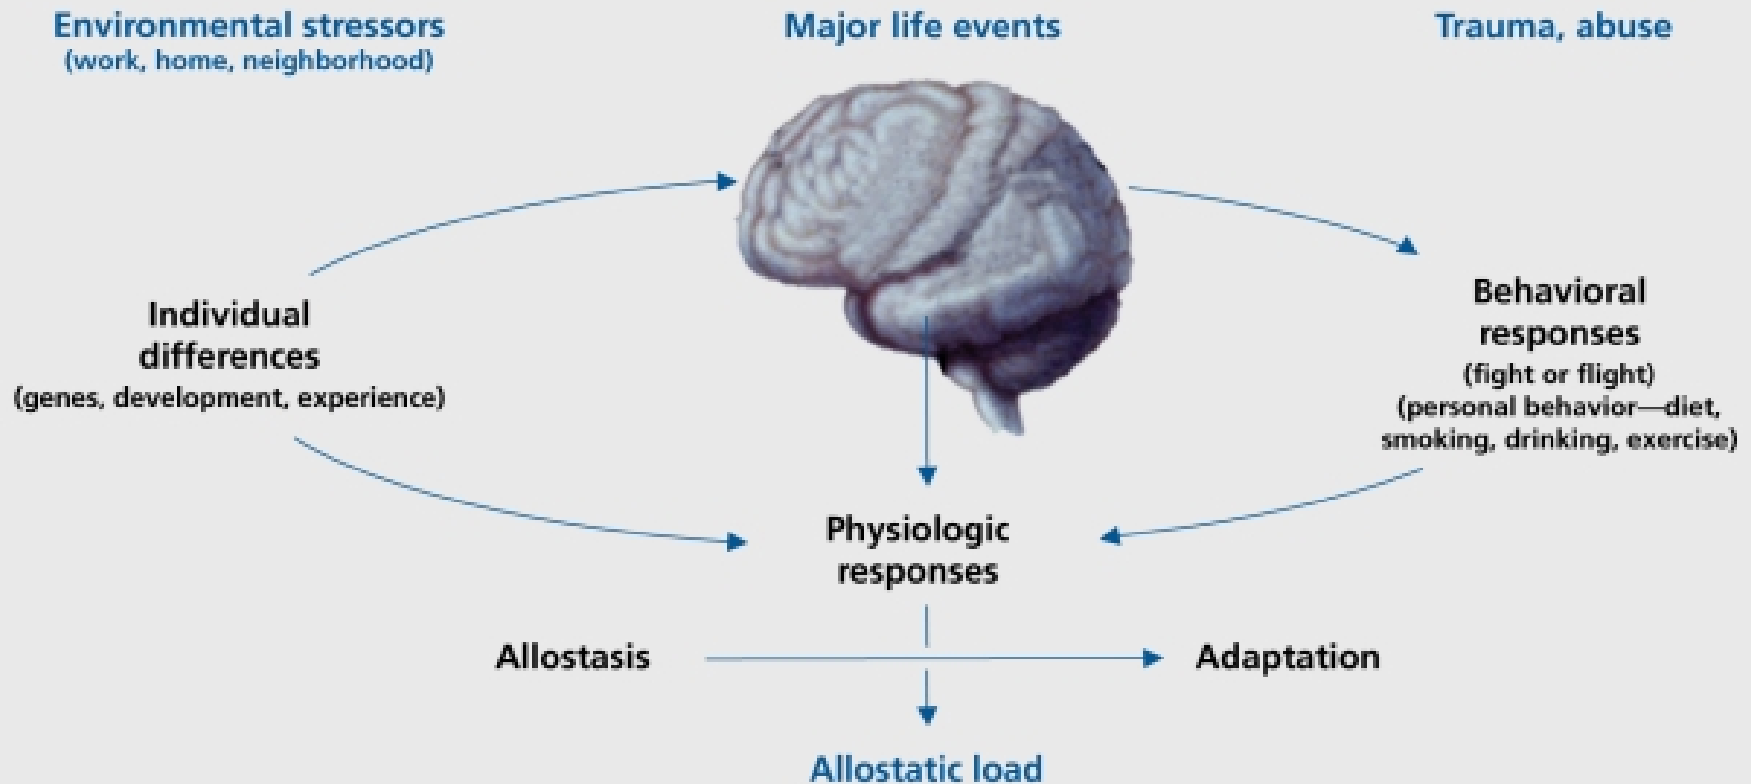 Environmental stressors
(work, home, neighborhood)
Major life events
Trauma, abuse
Individual
differences
(genes, development, experience)
Behavioral
responses
(fight or flight)
(personal behavior—diet,
smoking, drinking, exercise)
Physiologic
responses
Allostasis
Adaptation
Allostatic load